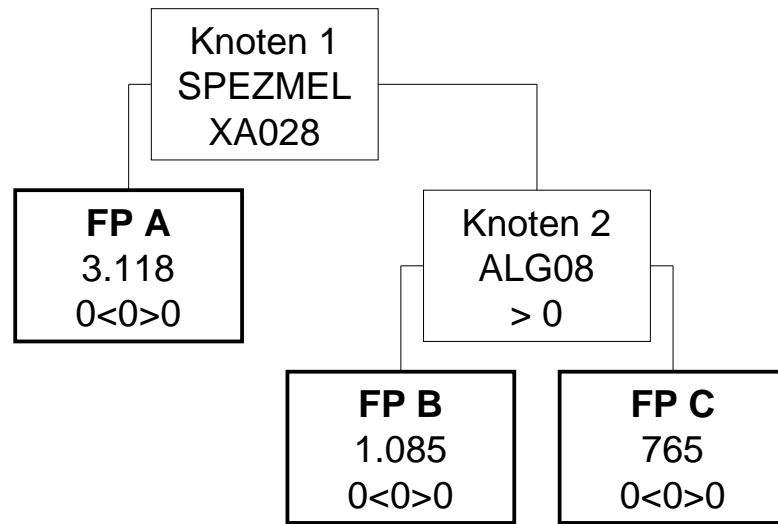 Knoten 1
SPEZMEL
XA028
FP A
3.118
0<0>0
Knoten 2
ALG08
> 0
FP B
1.085
0<0>0
FP C
765
0<0>0